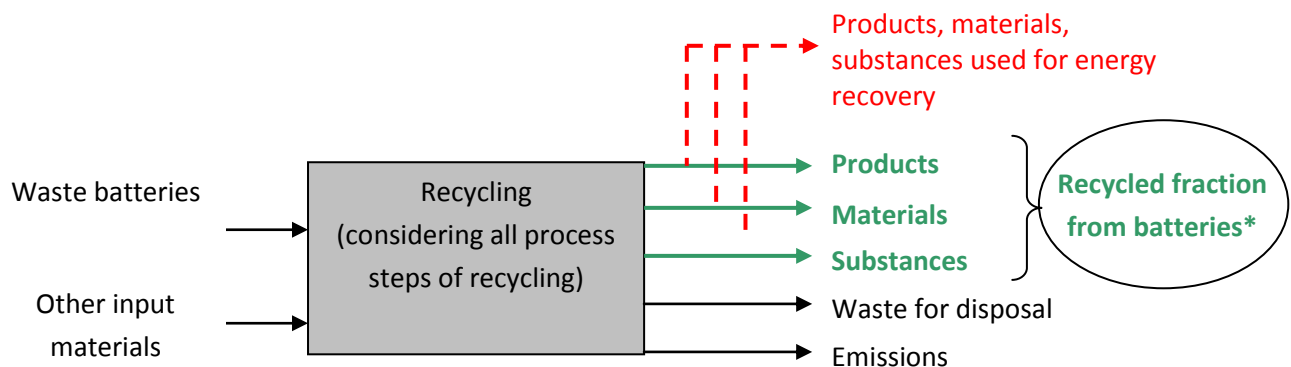 Products, materials,
substances used for energy
recovery
Waste batteries
Other input
materials
Recycling
(considering all process
steps of recycling)
Products
Materials
Substances
Waste for disposal
Emissions
Recycled fraction
from batteries*